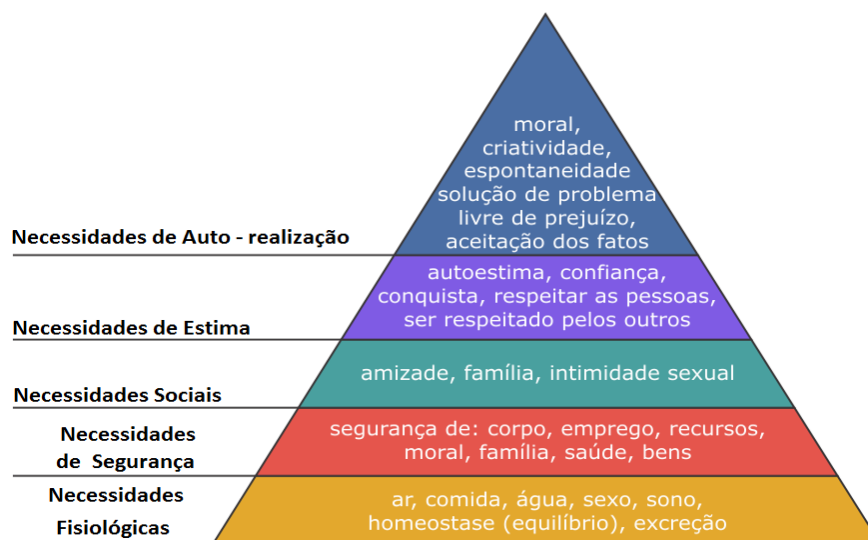 moral,
criatividade,
espontaneidade
solução de problema
livre de prejuízo,
aceitação dos fatos
Necessidades de Auto - realização
autoestima, confiança,
conquista, respeitar as pessoas,
ser respeitado pelos outros
Necessidades de Estima
amizade, família, intimidade sexual
Necessidades Sociais
segurança de: corpo, emprego, recursos,
moral, família, saúde, bens
Necessidades
de Segurança
ar, comida, água, sexo, sono,
homeostase (equilíbrio), excreção
Necessidades
Fisiológicas